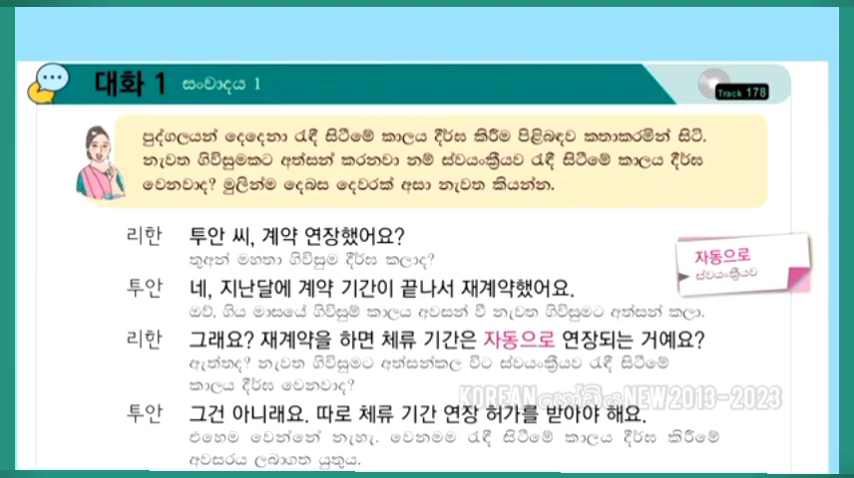 대화 1 සංවාදය 1
Track 178
පුද්ගලයන් දෙදෙනා රැඳී සිටීමේ කාලය දීර්ඝ කිරීම පිළිබඳව කතාකරමින් සිටී.
නැවත ගිවිසුමකට අත්සන් කරනවා නම් ස්වයංක්‍රීයව රැඳී සිටීමේ කාලය දීර්ඝ
වෙනවාද? මුලින්ම දෙබස දෙවරක් අසා නැවත කියන්න.
리한 투안 씨, 계약 연장했어요?
තුඅන් මහතා ගිවිසුම දීර්ඝ කලාද?
자동으로
ස්වයංක්‍රීයව
투안 네, 지난달에 계약 기간이 끝나서 재계약했어요.
ඔව්. ගිය මාසයේ ගිවිසුම් කාලය අවසන් වී නැවත ගිවිසුමට අත්සන් කලා.
리한 그래요? 재계약을 하면 체류 기간은 자동으로 연장되는 거예요?
ඇත්තද? නැවත ගිවිසුමට අත්සන්කල විට ස්වයංක්‍රීයව රැඳී සිටීමේ
කාලය දීර්ඝ වෙනවාද?
KOREAN NEW 2013-2023
투안 그건 아니래요. 따로 체류 기간 연장 허가를 받아야 해요.
එහෙම වෙන්නේ නැහැ. වෙනමම රැඳී සිටීමේ කාලය දීර්ඝ කිරීමේ
අවසරය ලබාගත යුතුය.